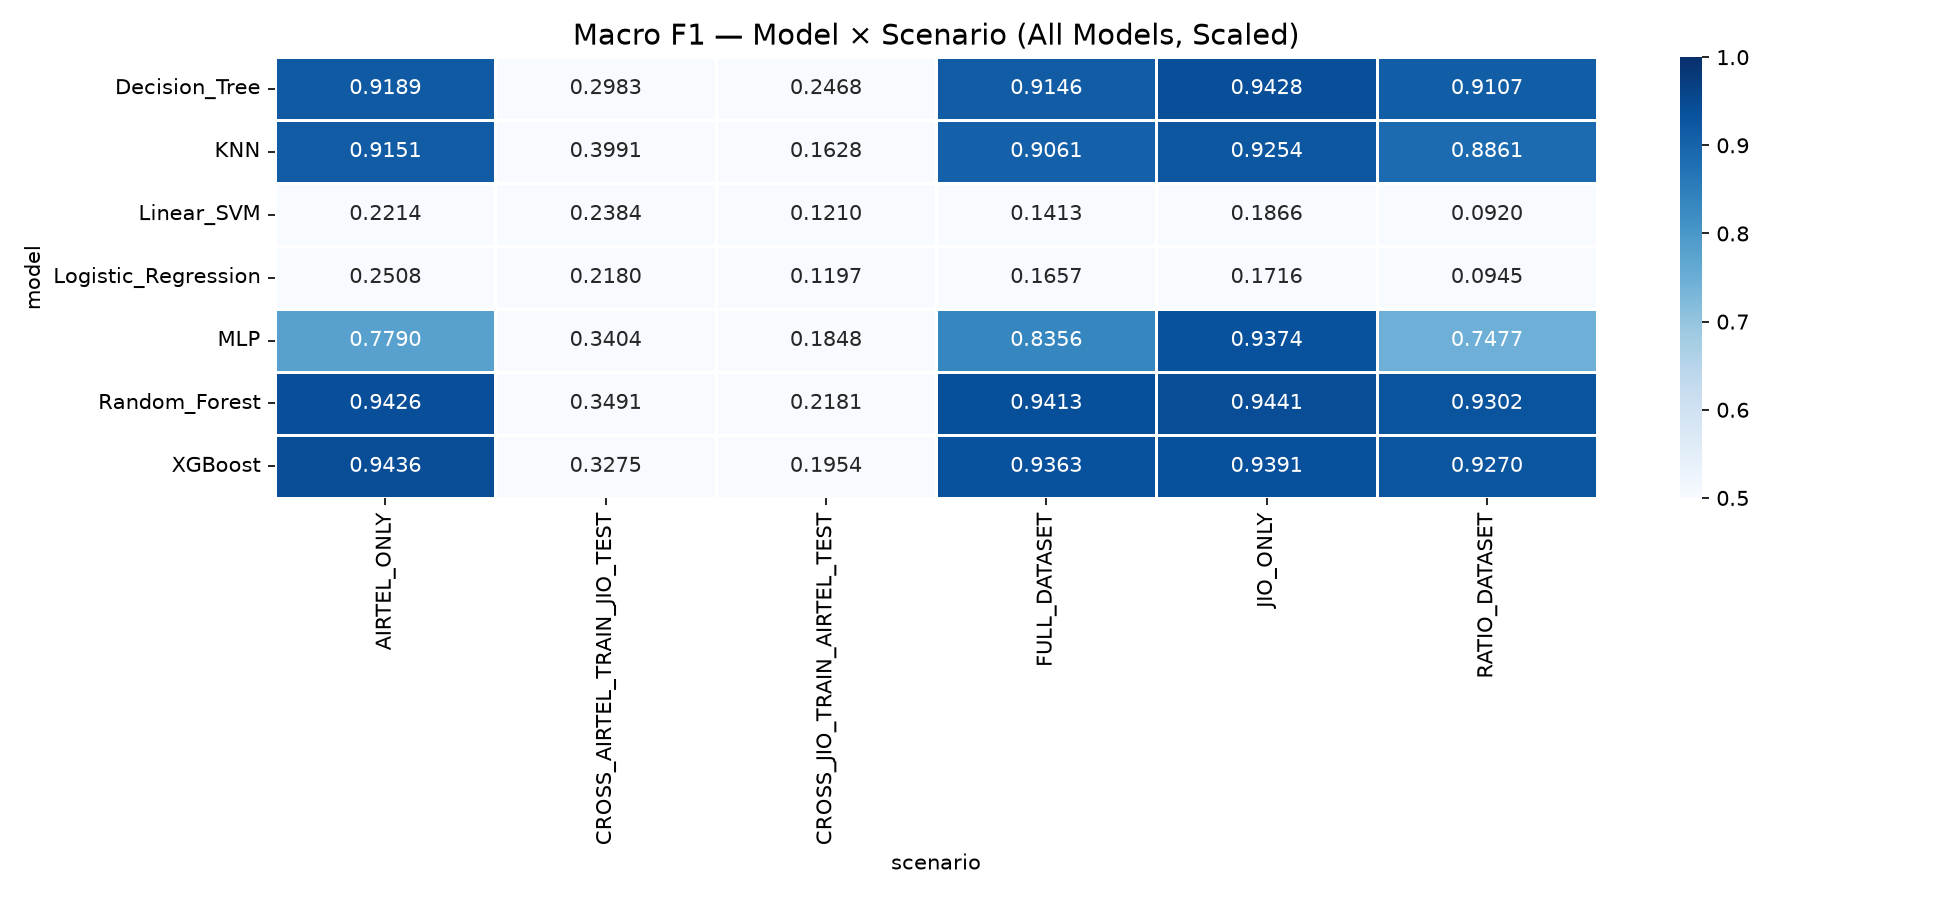 Macro F1 — Model × Scenario (All Models, Scaled)
model
Decision_Tree 0.9189 0.2983 0.2468 0.9146 0.9428 0.9107
KNN 0.9151 0.3991 0.1628 0.9061 0.9254 0.8861
Linear_SVM 0.2214 0.2384 0.1210 0.1413 0.1866 0.0920
Logistic_Regression 0.2508 0.2180 0.1197 0.1657 0.1716 0.0945
MLP 0.7790 0.3404 0.1848 0.8356 0.9374 0.7477
Random_Forest 0.9426 0.3491 0.2181 0.9413 0.9441 0.9302
XGBoost 0.9436 0.3275 0.1954 0.9363 0.9391 0.9270
AIRTEL_ONLY
CROSS_AIRTEL_TRAIN_JIO_TEST
CROSS_JIO_TRAIN_AIRTEL_TEST
FULL_DATASET
JIO_ONLY
RATIO_DATASET
scenario
1.0
0.9
0.8
0.7
0.6
0.5